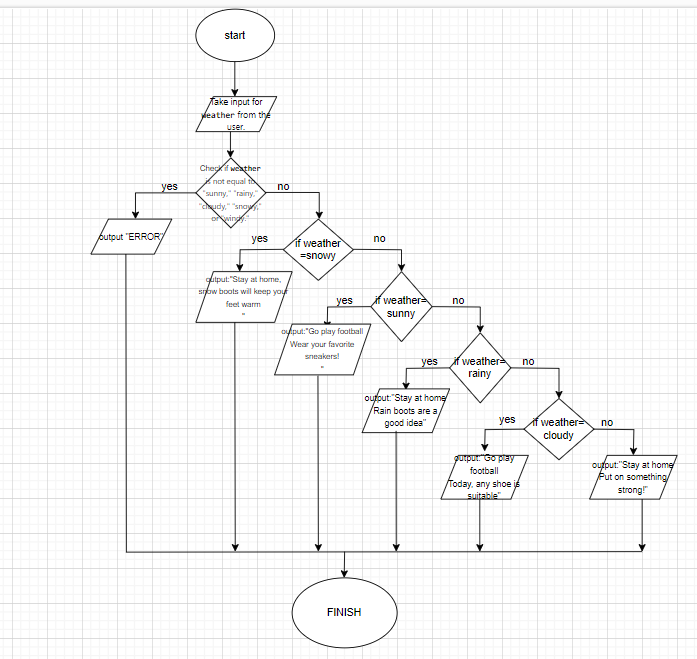 start
Take input for
weather from the
user.
Check if weather
is not equal to
"sunny," "rainy,"
"cloudy," "snowy,"
or "windy."
yes
no
output "ERROR"
if weather
=snowy
yes
no
output:"Stay at home,
snow boots will keep your
feet warm
"
if weather=
sunny
yes
no
output:"Go play football
Wear your favorite
sneakers!
"
if weather=
rainy
yes
no
output:"Stay at home
Rain boots are a
good idea"
if weather=
cloudy
yes
no
output:"Go play
football
Today, any shoe is
suitable"
output:"Stay at home
Put on something
strong!"
FINISH